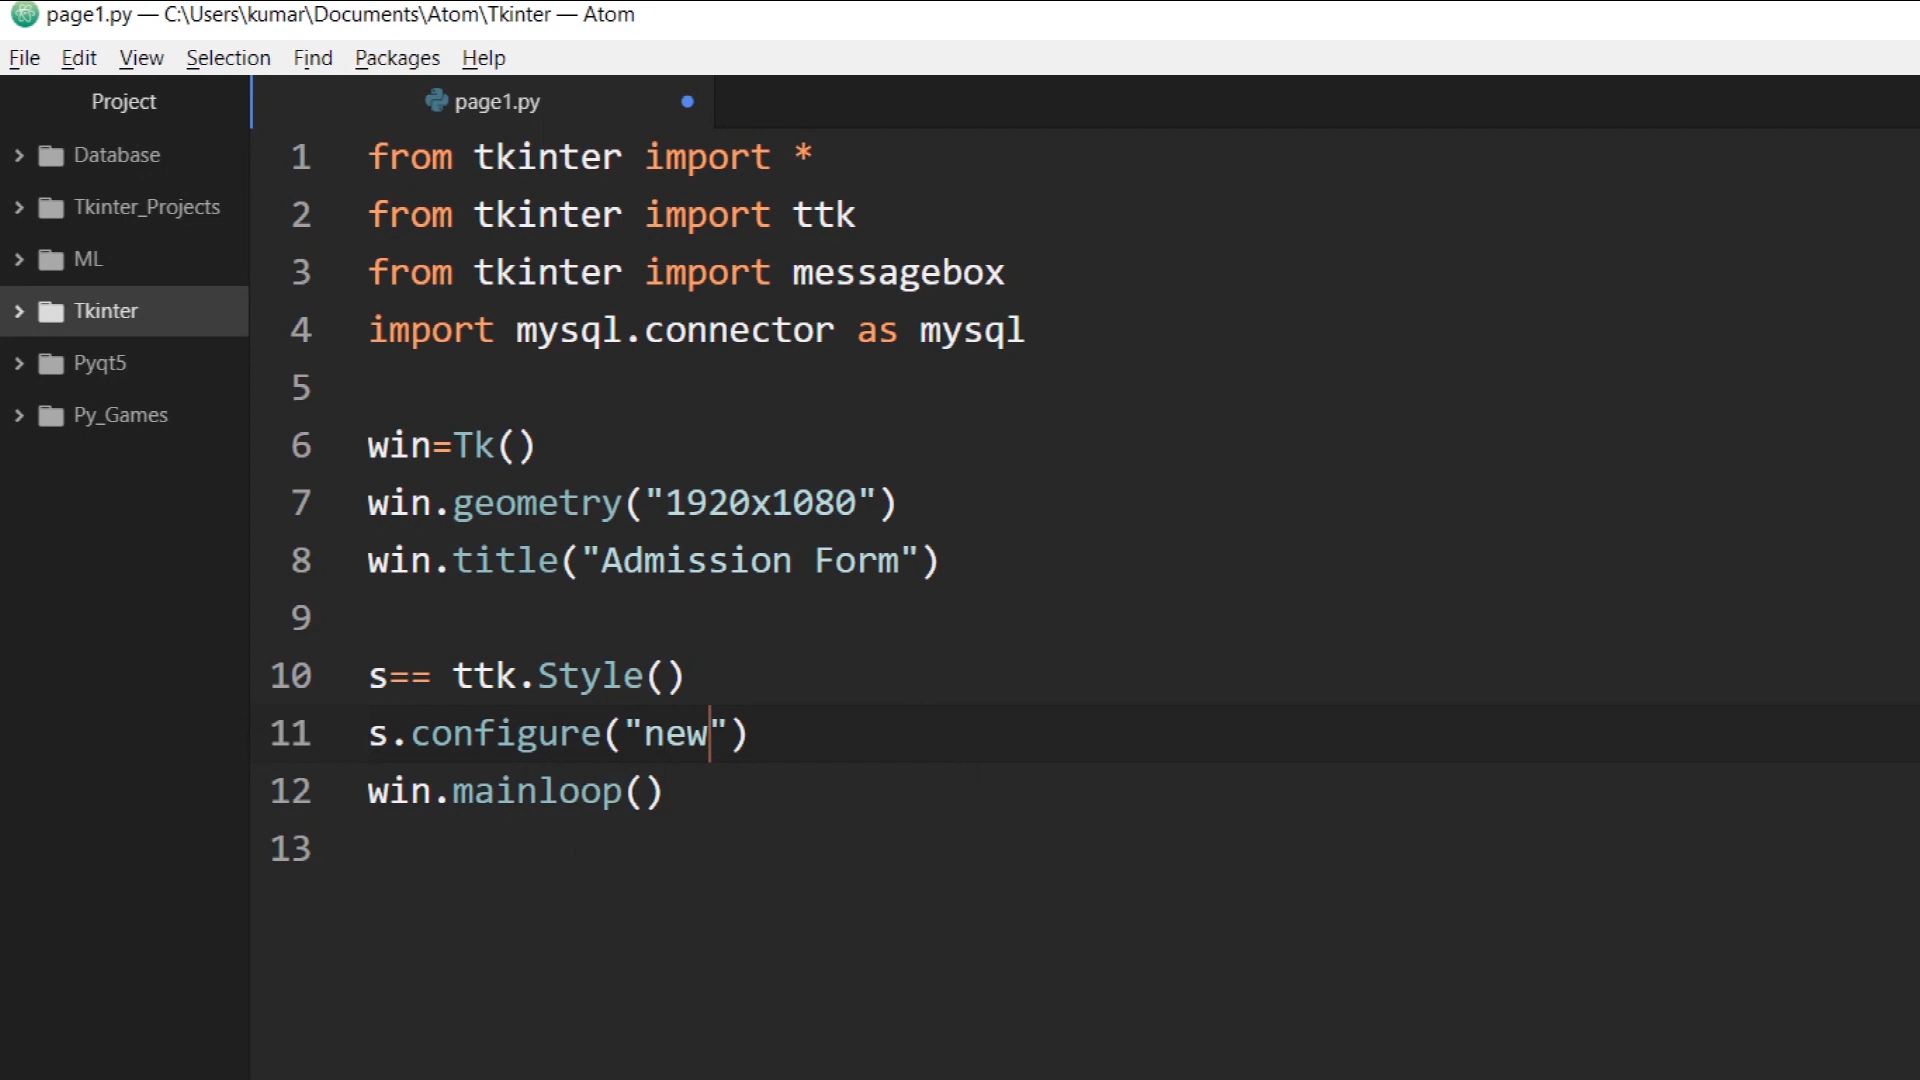 page1.py — C:\Users\kumar\Documents\Atom\Tkinter — Atom
File Edit View Selection Find Packages Help
Project
page1.py
Database
Tkinter_Projects
ML
Tkinter
Pyqt5
Py_Games
1 from tkinter import *
2 from tkinter import ttk
3 from tkinter import messagebox
4 import mysql.connector as mysql
5
6 win=Tk()
7 win.geometry("1920x1080")
8 win.title("Admission Form")
9
10 s== ttk.Style()
11 s.configure("new")
12 win.mainloop()
13